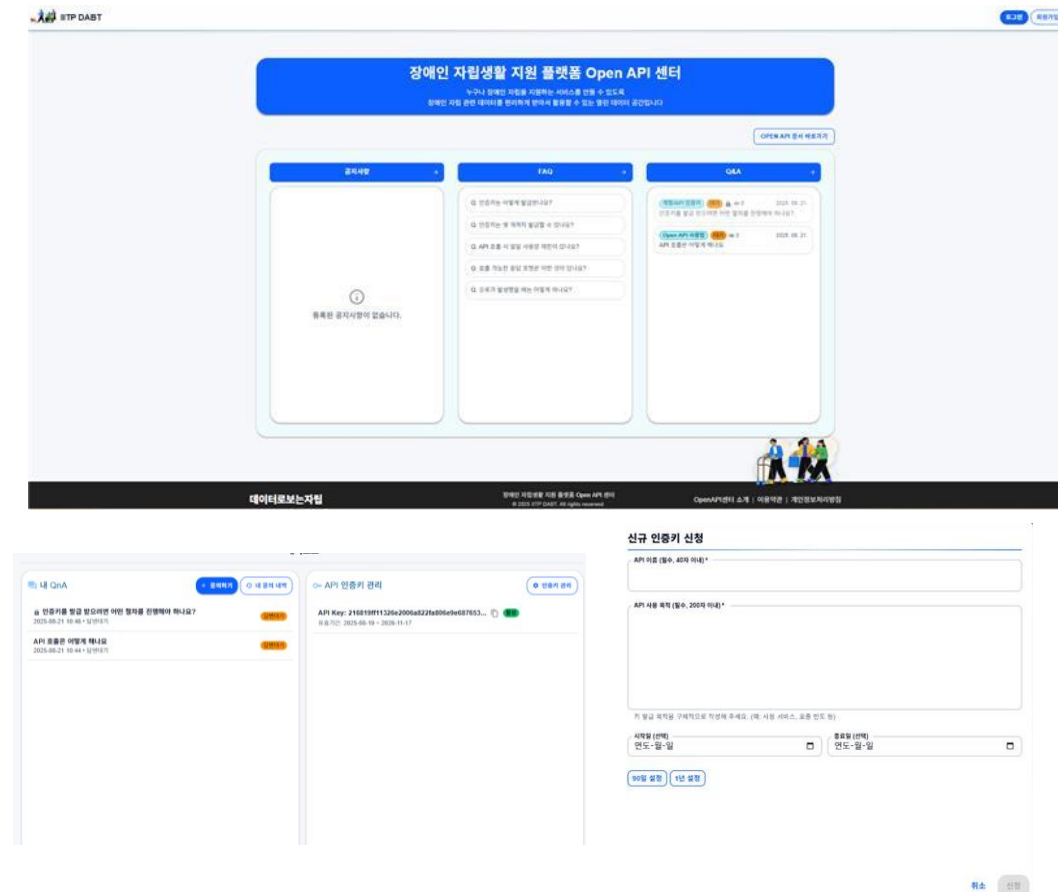 IITP DABT
로그인
회원가입
장애인 자립생활 지원 플랫폼 Open API 센터
누구나 장애인 자립을 지원하는 서비스를 만들 수 있도록
장애인 자립 관련 데이터를 편리하게 받아서 활용할 수 있는 열린 데이터 공간입니다
OPEN API 문서 바로가기
공지사항 +
FAQ +
Q&A +
등록된 공지사항이 없습니다.
Q. 인증키는 어떻게 발급받나요?
Q. 인증키는 몇 개까지 발급할 수 있나요?
Q. API 호출 시 일일 사용량 제한이 있나요?
Q. 호출 가능한 응답 포맷은 어떤 것이 있나요?
Q. 오류가 발생했을 때는 어떻게 하나요?
대기
2025. 08. 21.
인증키를 발급 받으려면 어떤 절차를 진행해야 하나요?
Open API 사용법 대기
2025. 08. 21.
API 호출은 어떻게 해나요
데이터로보는자립
장애인 자립생활 지원 플랫폼 Open API 센터
© 2025 IITP DABT. All rights reserved.
OpenAPI센터 소개 | 이용약관 | 개인정보처리방침
내 QnA
+ 문의하기
내 문의 내역
인증키를 발급 받으려면 어떤 절차를 진행해야 하나요?
2025-08-21 10:46 • 답변대기
답변대기
API 호출은 어떻게 해나요
2025-08-21 10:44 • 답변대기
답변대기
API 인증키 관리
인증키 관리
유효기간: 2025-08-19 ~ 2026-11-17
신규 인증키 신청
API 이름 (필수, 40자 이내) *
API 사용 목적 (필수, 200자 이내) *
키 발급 목적을 구체적으로 작성해 주세요. (예: 시험 서비스, 호출 빈도 등)
시작일 (선택)
연도-월-일
종료일 (선택)
연도-월-일
90일 설정
1년 설정
취소
신청